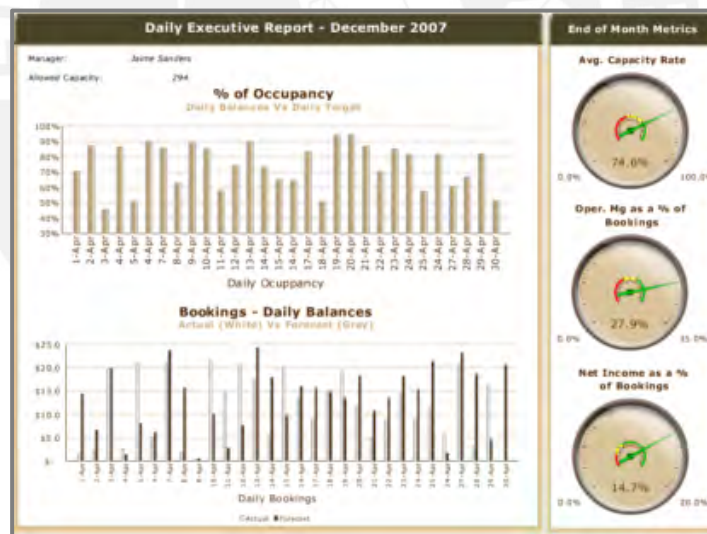 Daily Executive Report - December 2007
Manager: Jaime Sanders
Allowed Capacity: 294
% of Occupancy
Daily Balances Vs Daily Target
100%
90%
80%
70%
60%
50%
40%
30%
1-Apr 2-Apr 3-Apr 4-Apr 5-Apr 4-Apr 7-Apr 8-Apr 9-Apr 10-Apr 11-Apr 12-Apr 13-Apr 14-Apr 15-Apr 16-Apr 17-Apr 18-Apr 19-Apr 20-Apr 21-Apr 22-Apr 23-Apr 24-Apr 25-Apr 24-Apr 27-Apr 28-Apr 29-Apr 30-Apr
Daily Ocuppancy
Bookings - Daily Balances
Actual (White) Vs Forecast (Grey)
$25.0
$20.0
$15.0
$10.0
$5.0
$-
Daily Bookings
Actual Forecast
End of Month Metrics
Avg. Capacity Rate
74.6%
0.0% 100.0%
Oper. Mg as a % of
Bookings
27.9%
0.0% 35.0%
Net Income as a %
of Bookings
14.7%
0.0% 20.0%